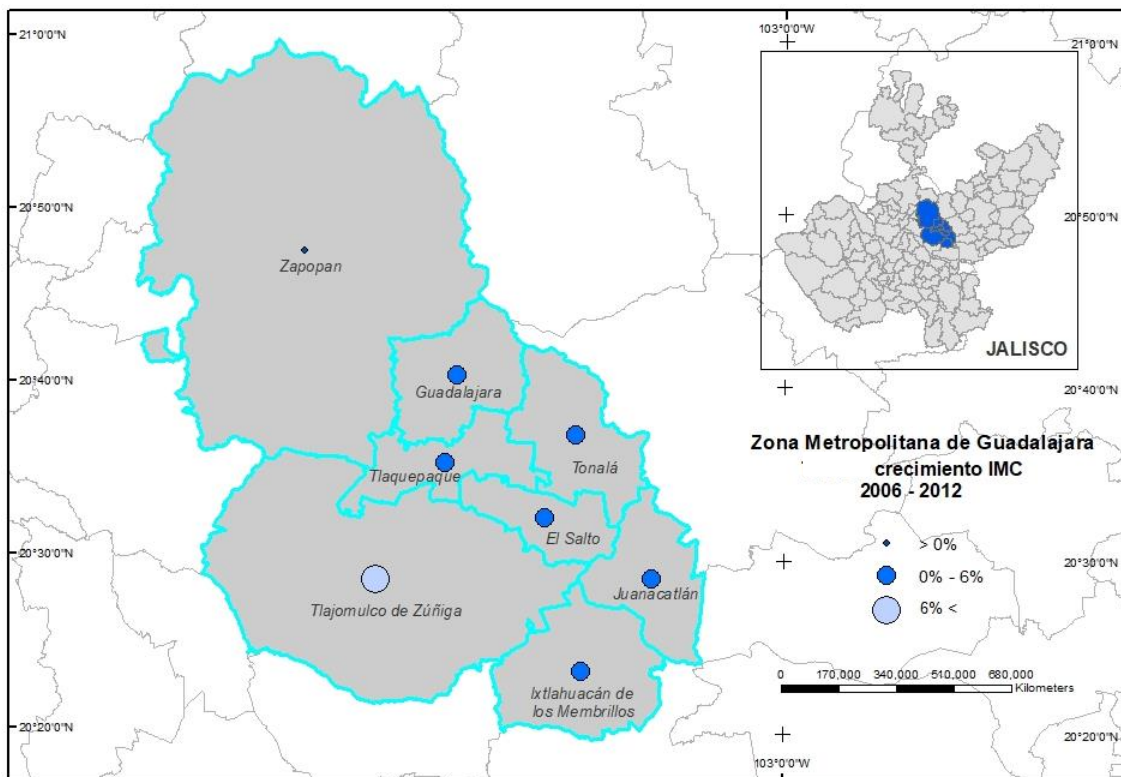 103°0'0"W
21°0'0"N
21°0'0"N
20°50'0"N
20°50'0"N
Zapopan
JALISCO
20°40'0"N
20°40'0"N
Guadalajara
Tlaquepaque
Tonalá
Zona Metropolitana de Guadalajara
crecimiento IMC
2006 - 2012
20°30'0"N
20°30'0"N
El Salto
> 0%
0% - 6%
6% <
Juanacatlán
Tlajomulco de Zúñiga
0 170,000 340,000 510,000 680,000
Kilometers
Ixtlahuacán de
los Membrillos
20°20'0"N
20°20'0"N
103°0'0"W